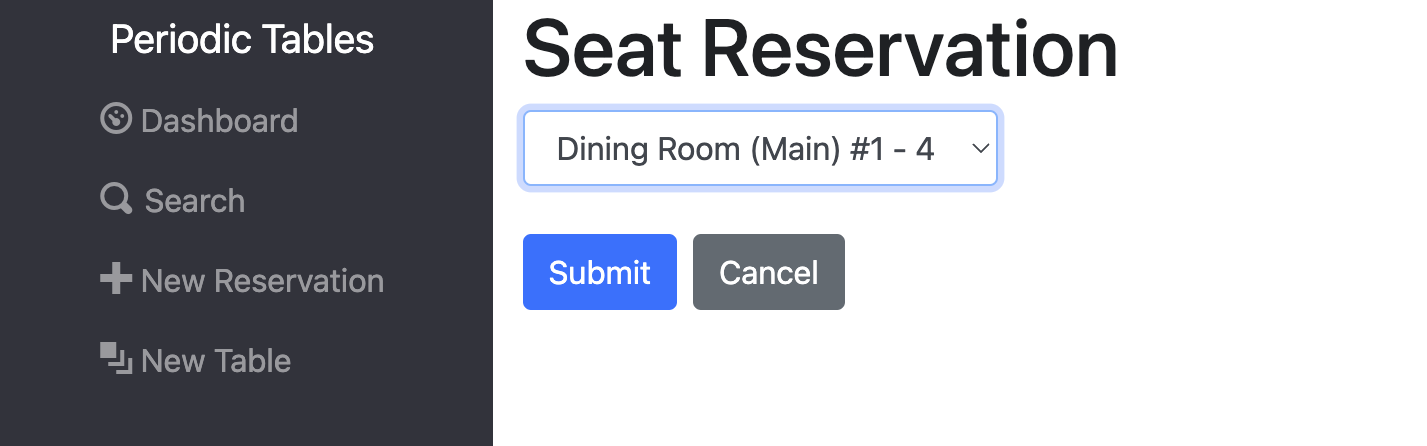 Periodic Tables
Dashboard
Search
New Reservation
New Table
Seat Reservation
Dining Room (Main) #1 - 4
Submit
Cancel